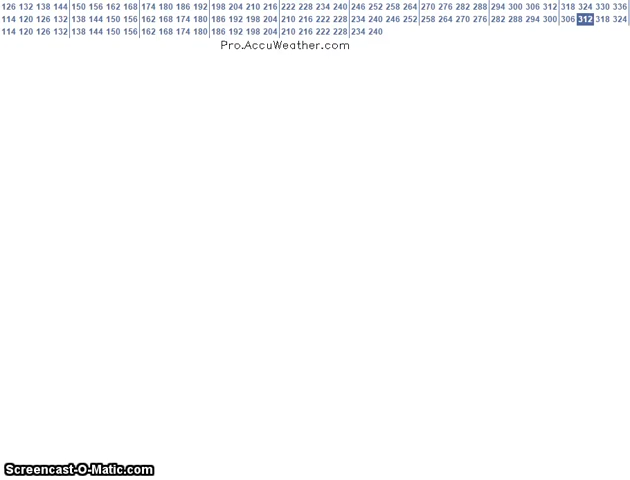 126 132 138 144 150 156 162 168 174 180 186 192 198 204 210 216 222 228 234 240 246 252 258 264 270 276 282 288 294 300 306 312 318 324 330 336
114 120 126 132 138 144 150 156 162 168 174 180 186 192 198 204 210 216 222 228 234 240 246 252 258 264 270 276 282 288 294 300 306 312 318 324
114 120 126 132 138 144 150 156 162 168 174 180 186 192 198 204 210 216 222 228 234 240
Pro.AccuWeather.com
Screencast-O-Matic.com